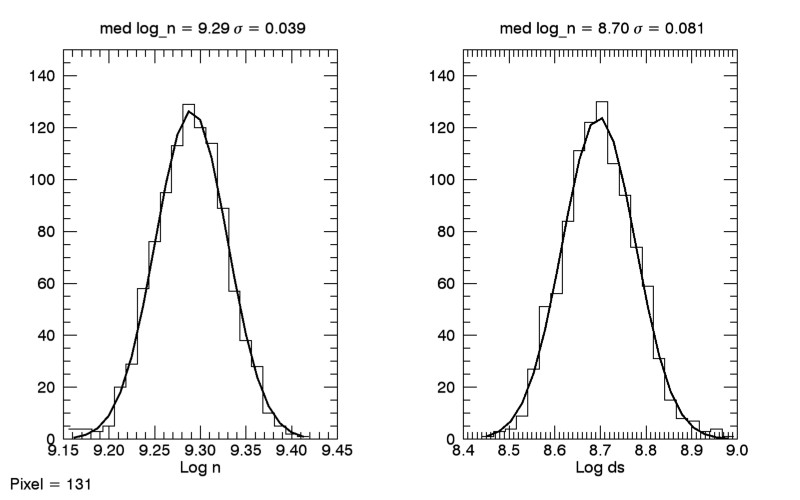 med log_n = 9.29 σ = 0.039
med log_n = 8.70 σ = 0.081
140
120
100
80
60
40
20
0
9.15 9.20 9.25 9.30 9.35 9.40 9.45
Log n
140
120
100
80
60
40
20
0
8.4 8.5 8.6 8.7 8.8 8.9 9.0
Log ds
Pixel = 131